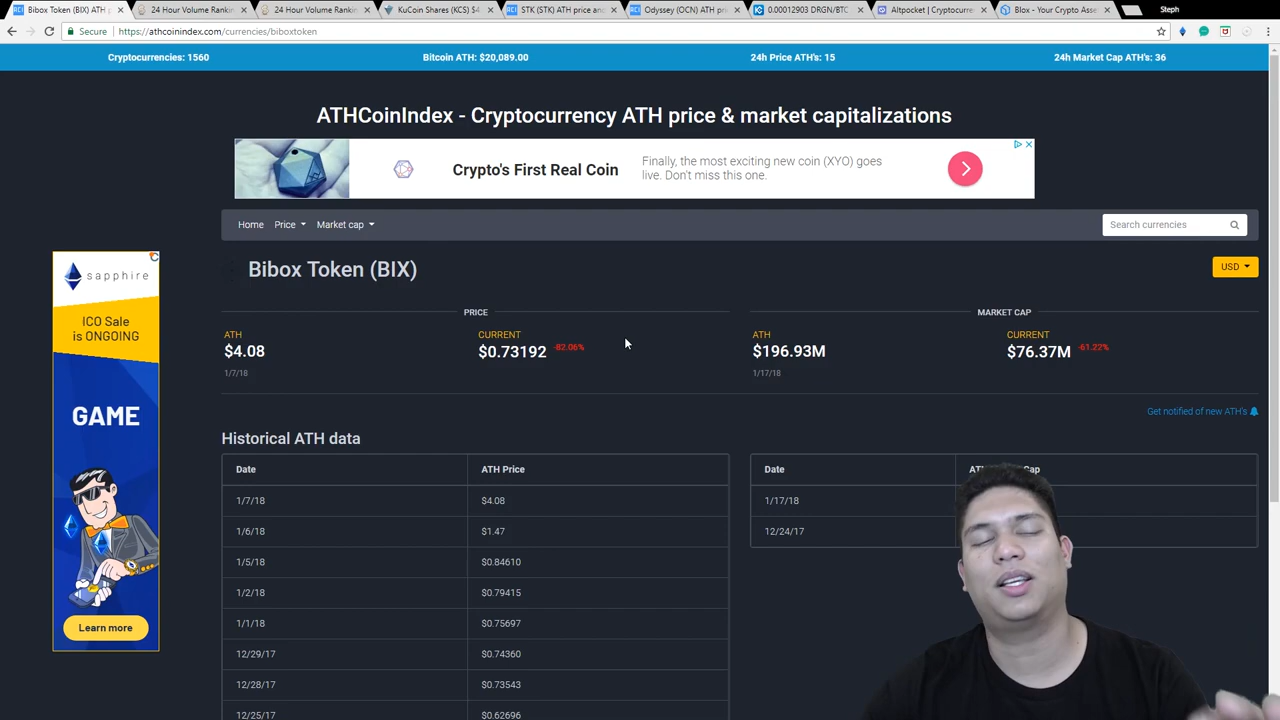 Bibox Token (BIX) ATH p
24 Hour Volume Rankin
24 Hour Volume Rankin
KuCoin Shares (KCS) $4
STK (STK) ATH price an
Odyssey (OCN) ATH pri
0.00012903 DRGN/BTC
Altpocket | Cryptocurre
Blox - Your Crypto Asse
Steph
Secure
https://athcoinindex.com/currencies/biboxtoken
Cryptocurrencies: 1560
Bitcoin ATH: $20,089.00
24h Price ATH's: 15
24h Market Cap ATH's: 36
ATHCoinIndex - Cryptocurrency ATH price & market capitalizations
Crypto's First Real Coin
Finally, the most exciting new coin (XYO) goes
live. Don't miss this one.
Home
Price
Market cap
Search currencies
sapphire
ICO Sale
is ONGOING
GAME
Learn more
Bibox Token (BIX)
USD
PRICE
ATH
$4.08
1/7/18
CURRENT
$0.73192 -82.06%
MARKET CAP
ATH
$196.93M
1/17/18
CURRENT
$76.37M -61.22%
Get notified of new ATH's
Historical ATH data
Date ATH Price
1/7/18 $4.08
1/6/18 $1.47
1/5/18 $0.84610
1/2/18 $0.79415
1/1/18 $0.75697
12/29/17 $0.74360
12/28/17 $0.73543
12/25/17 $0.62696
Date
1/17/18
12/24/17